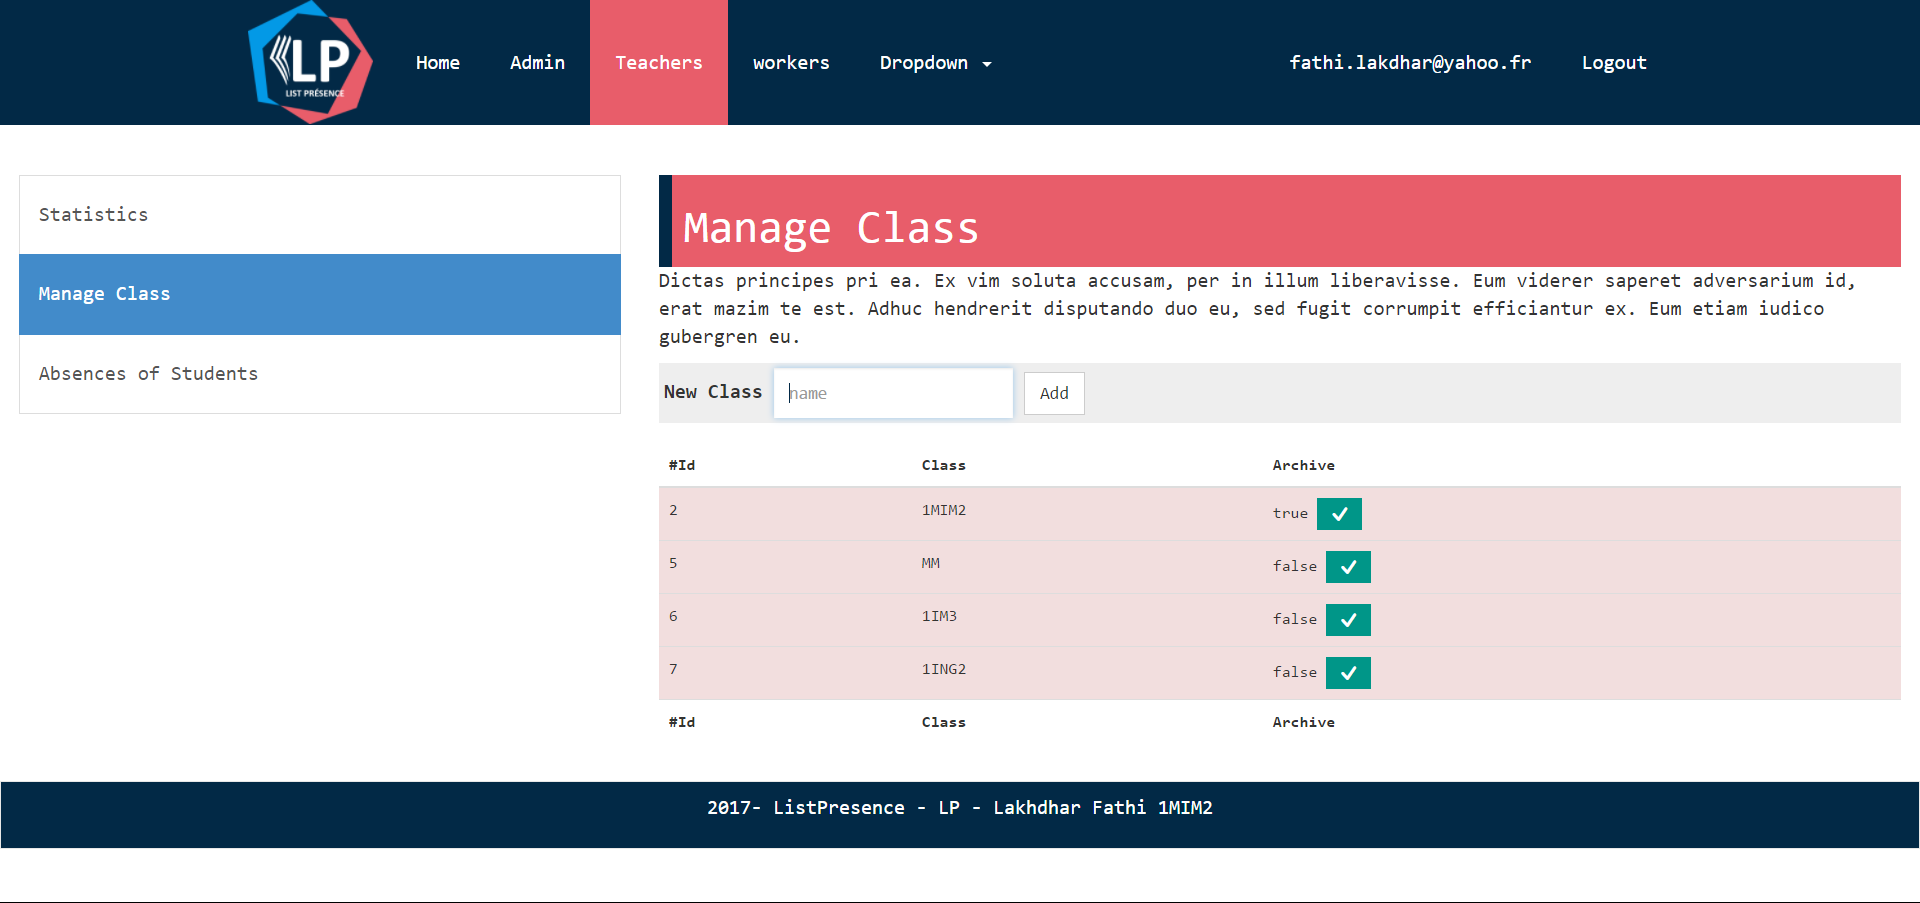 LP
LIST PRÉSENCE
Home Admin Teachers workers Dropdown fathi.lakdhar@yahoo.fr Logout
Statistics
Manage Class
Absences of Students
Manage Class
Dictas principes pri ea. Ex vim soluta accusam, per in illum liberavisse. Eum viderer saperet adversarium id,
erat mazim te est. Adhuc hendrerit disputando duo eu, sed fugit corrumpit efficiantur ex. Eum etiam iudico
gubergren eu.
New Class name Add
#Id Class Archive
2 1MIM2 true
5 MM false
6 1IM3 false
7 1ING2 false
#Id Class Archive
2017- ListPresence - LP - Lakhdhar Fathi 1MIM2